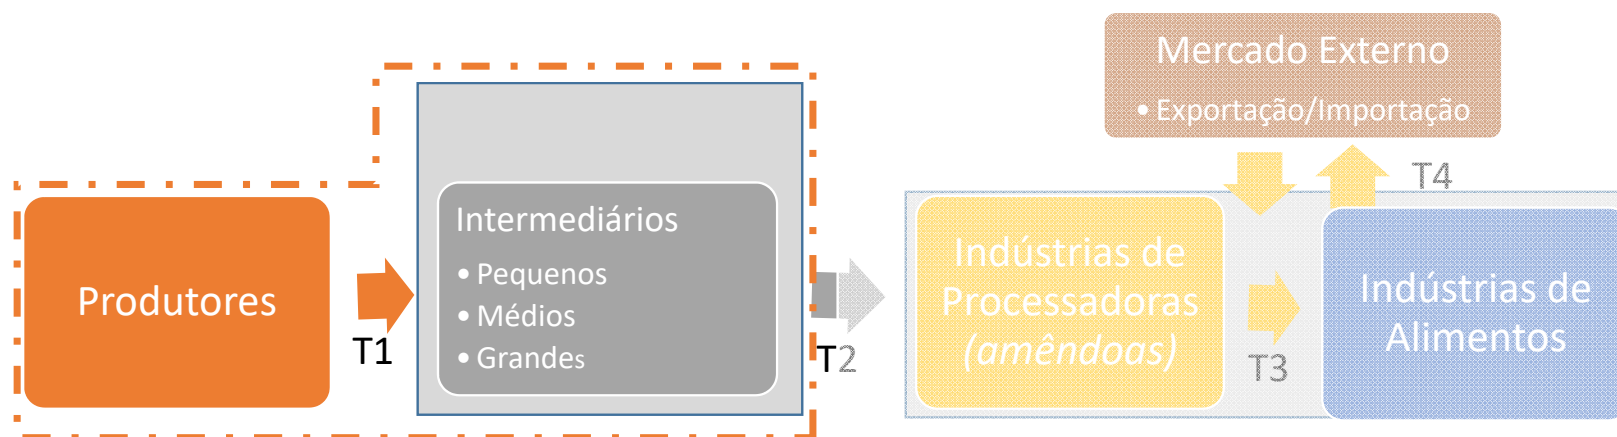 Mercado Externo
• Exportação/Importação
T4
Produtores
T1
Intermediários
• Pequenos
• Médios
• Grandes
T2
Indústrias de
Processadoras
(amêndoas)
T3
Indústrias de
Alimentos